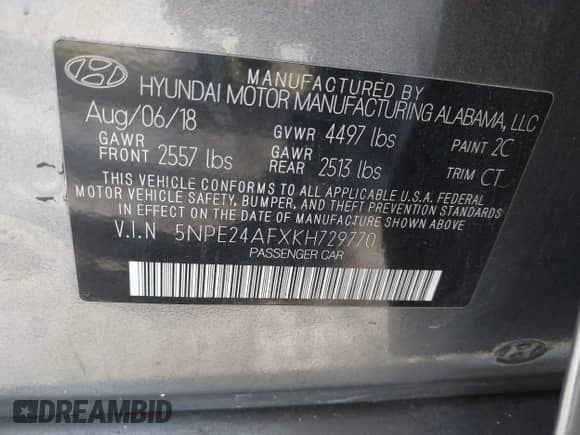 MANUFACTURED BY
HYUNDAI MOTOR MANUFACTURING ALABAMA, LLC
Aug/06/18 GVWR 4497 lbs PAINT 2C
GAWR FRONT 2557 lbs GAWR REAR 2513 lbs TRIM CT
THIS VEHICLE CONFORMS TO ALL APPLICABLE U.S.A. FEDERAL
MOTOR VEHICLE SAFETY, BUMPER, AND THEFT PREVENTION STANDARDS
IN EFFECT ON THE DATE OF MANUFACTURE SHOWN ABOVE
V.I.N 5NPE24AFXKH729770
PASSENGER CAR
DREAMBID